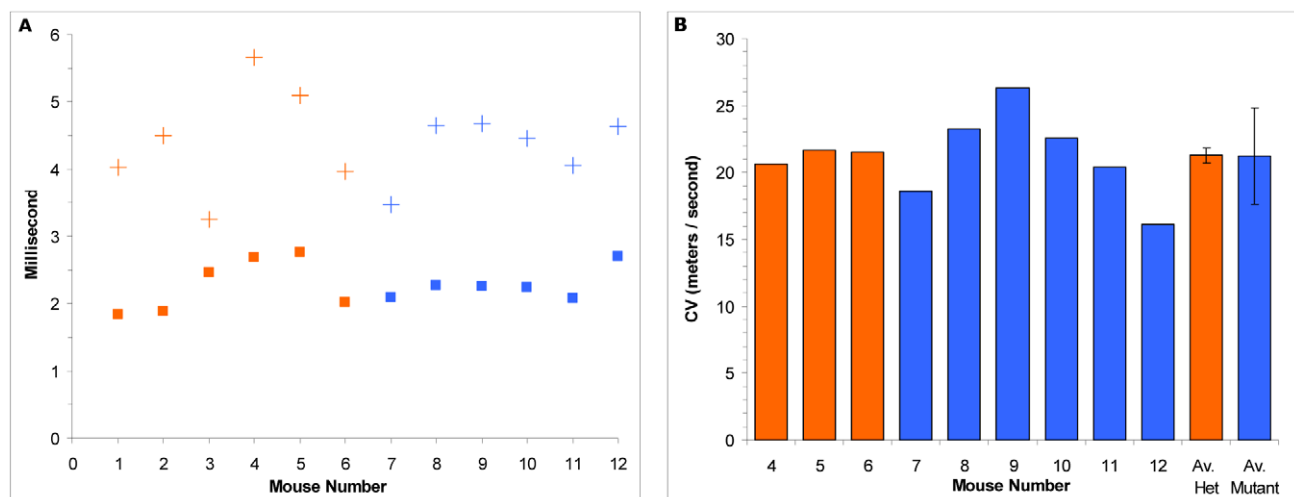 A
6
5
4
3
2
1
0
Millisecond
0 1 2 3 4 5 6 7 8 9 10 11 12
Mouse Number
B
30
25
20
15
10
5
0
CV (meters / second)
4 5 6 7 8 9 10 11 12 Av. Av.
Het Mutant
Mouse Number